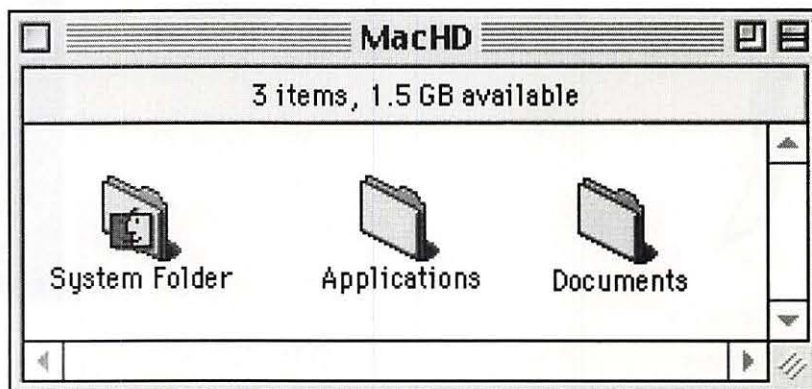 MacHD
3 items, 1.5 GB available
System Folder
Applications
Documents